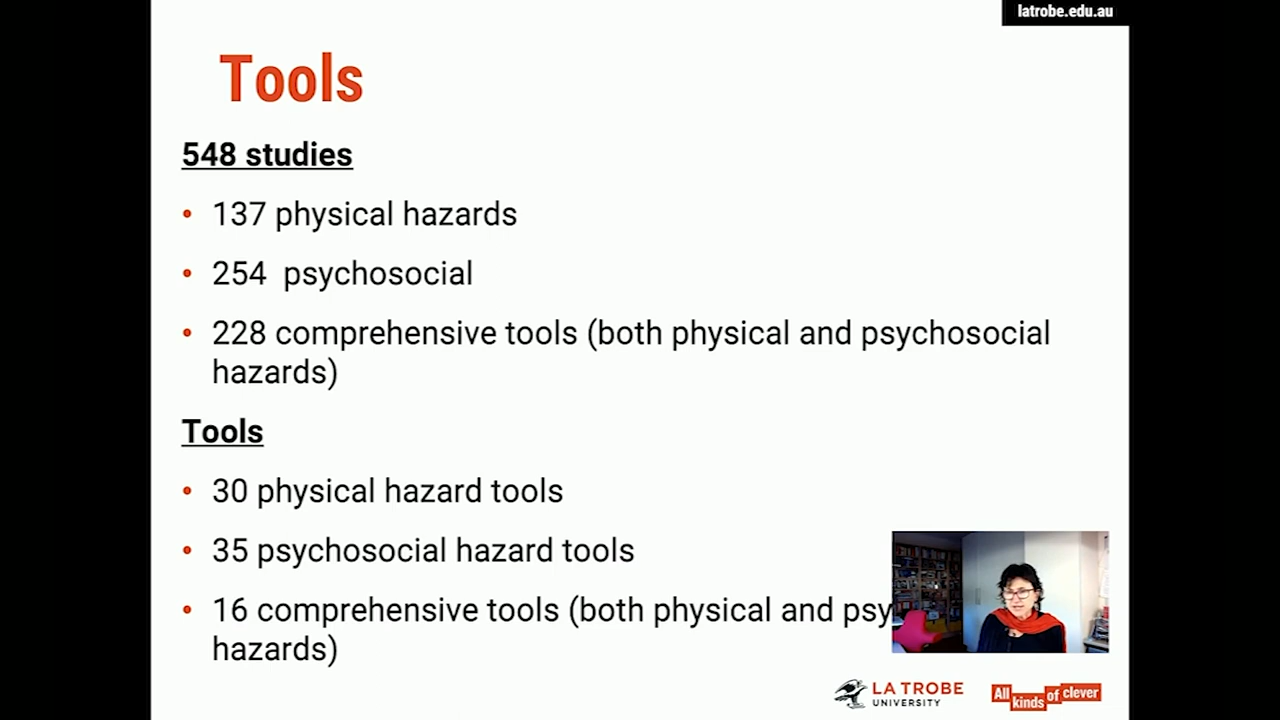 latrobe.edu.au
Tools
548 studies
• 137 physical hazards
• 254 psychosocial
• 228 comprehensive tools (both physical and psychosocial
hazards)
Tools
• 30 physical hazard tools
• 35 psychosocial hazard tools
• 16 comprehensive tools (both physical and psy
hazards)
LA TROBE
UNIVERSITY
All kinds of clever